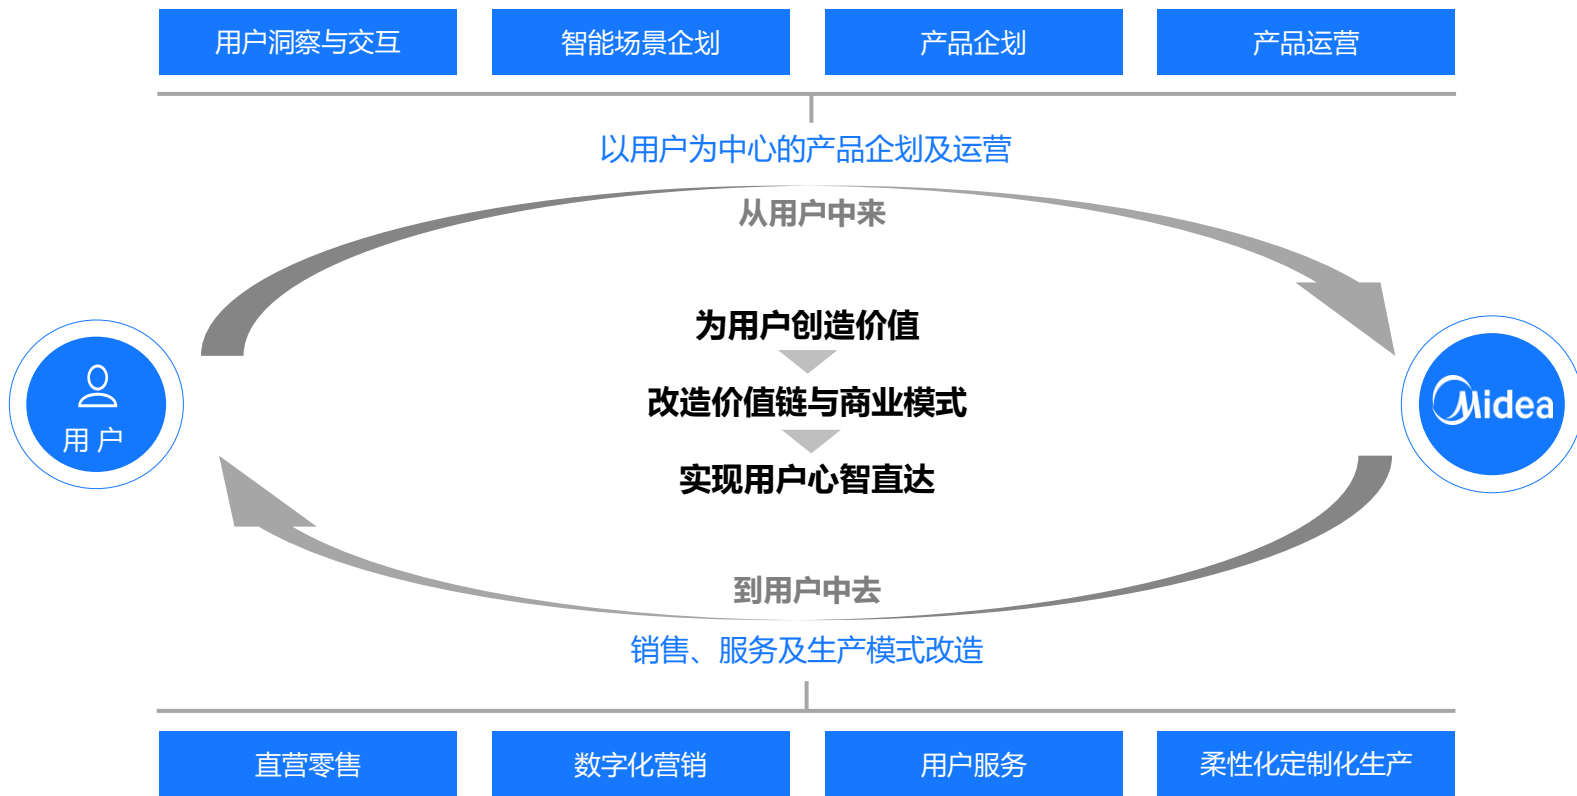 用户洞察与交互
智能场景企划
产品企划
产品运营
以用户为中心的产品企划及运营
从用户中来
为用户创造价值
改造价值链与商业模式
实现用户心智直达
用户
Midea
到用户中去
销售、服务及生产模式改造
直营零售
数字化营销
用户服务
柔性化定制化生产